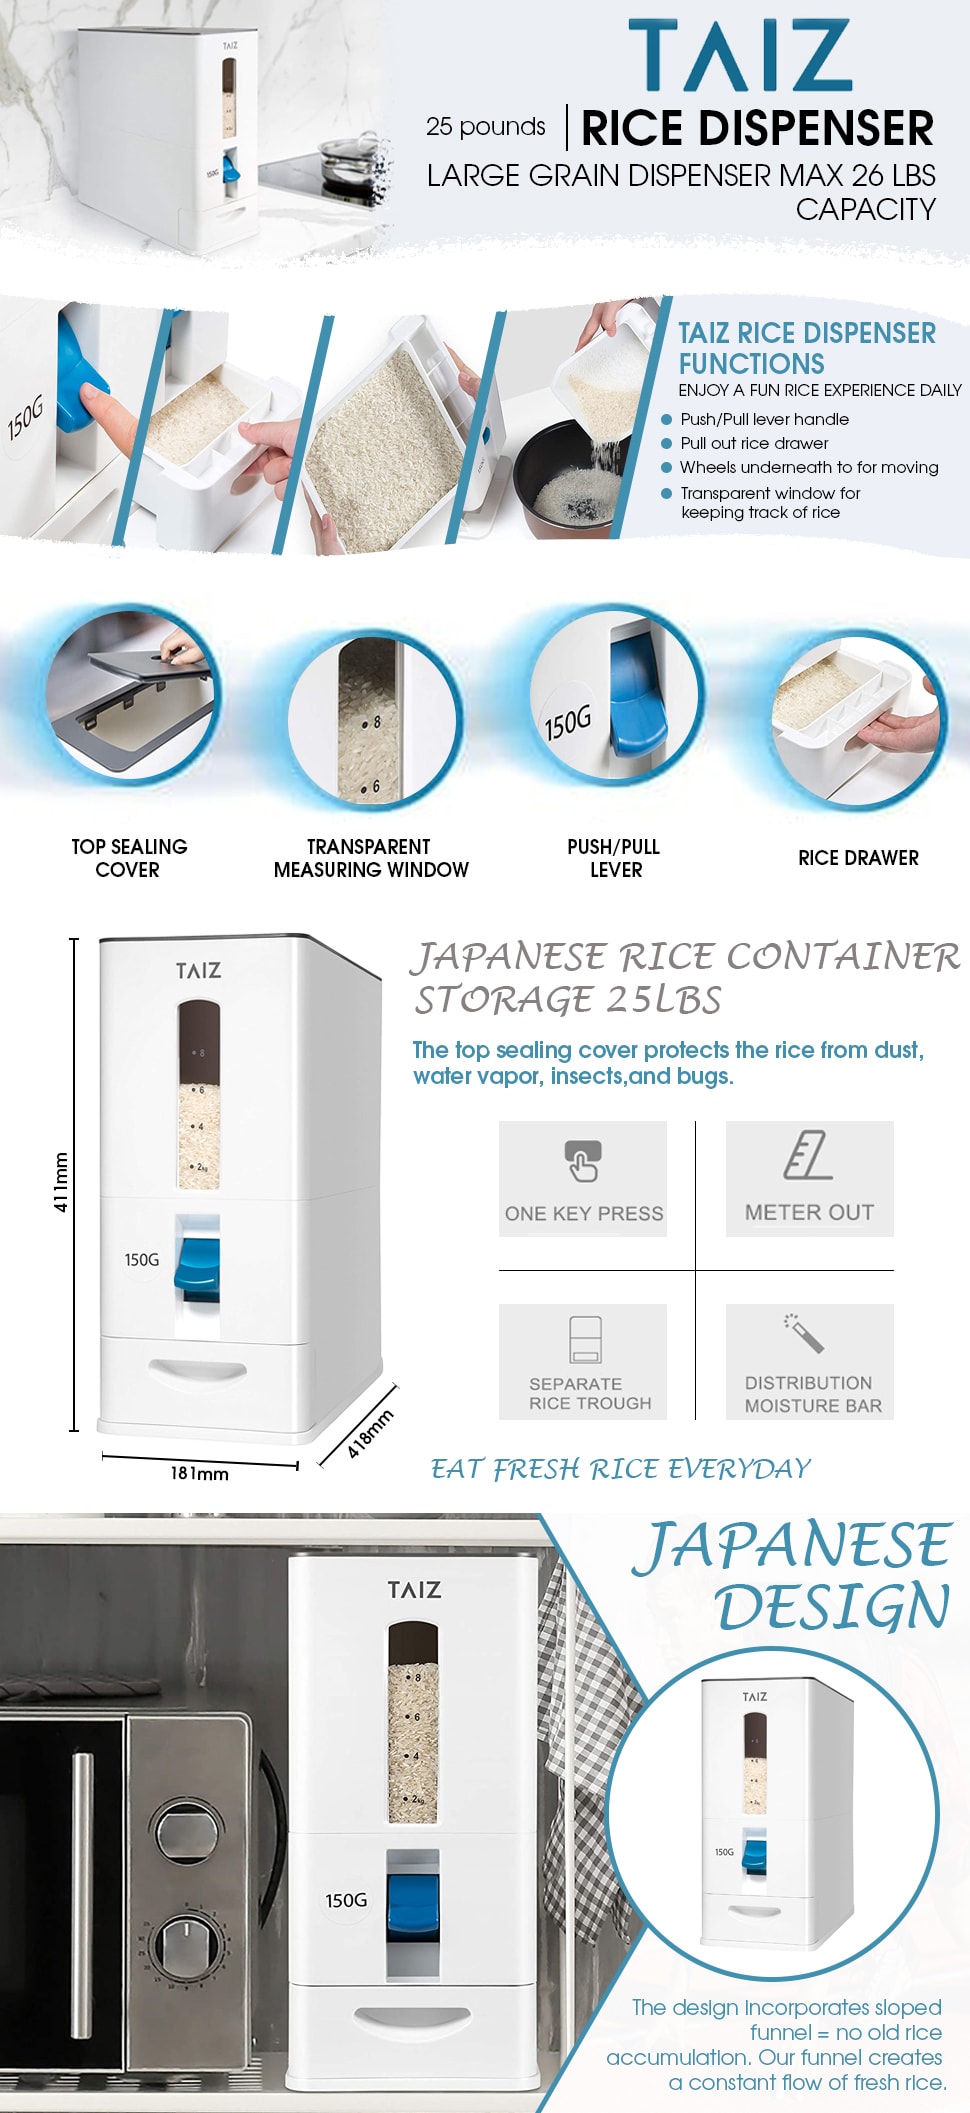 TAIZ
25 pounds
RICE DISPENSER
LARGE GRAIN DISPENSER MAX 26 LBS
CAPACITY
TAIZ
150G
TAIZ RICE DISPENSER
FUNCTIONS
ENJOY A FUN RICE EXPERIENCE DAILY
Push/Pull lever handle
Pull out rice drawer
Wheels underneath to for moving
Transparent window for
keeping track of rice
150G
8
6
150G
TOP SEALING
COVER
TRANSPARENT
MEASURING WINDOW
PUSH/PULL
LEVER
RICE DRAWER
JAPANESE RICE CONTAINER
STORAGE 25LBS
The top sealing cover protects the rice from dust,
water vapor, insects,and bugs.
TAIZ
8
6
4
2kg
150G
411mm
181mm
418mm
ONE KEY PRESS
METER OUT
SEPARATE
RICE TROUGH
DISTRIBUTION
MOISTURE BAR
EAT FRESH RICE EVERYDAY
JAPANESE
DESIGN
TAIZ
8
6
4
2kg
150G
TAIZ
150G
The design incorporates sloped
funnel = no old rice
accumulation. Our funnel creates
a constant flow of fresh rice.